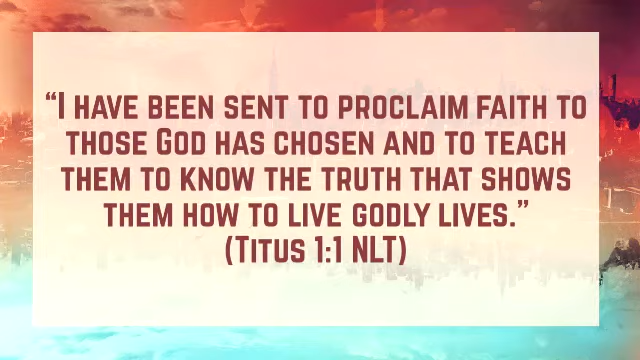 “I have been sent to proclaim faith to
those God has chosen and to teach
them to know the truth that shows
them how to live godly lives.”
(Titus 1:1 NLT)